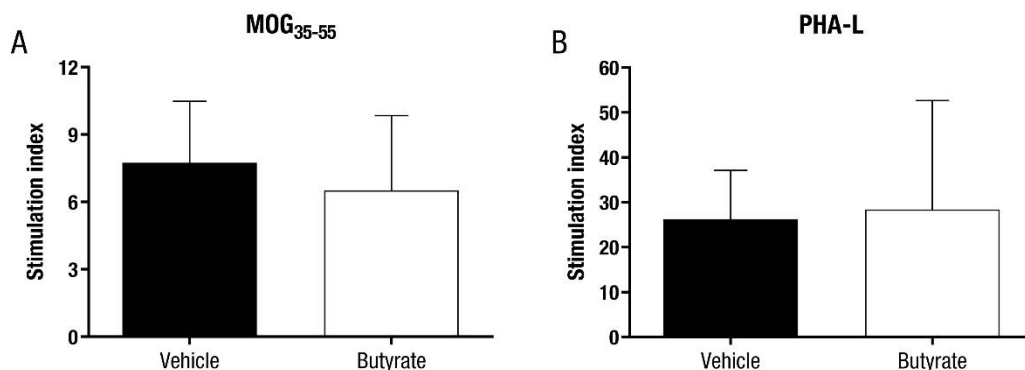 A
MOG35-55
Stimulation index
12
9
6
3
0
Vehicle
Butyrate
B
PHA-L
Stimulation index
60
50
40
30
20
10
0
Vehicle
Butyrate